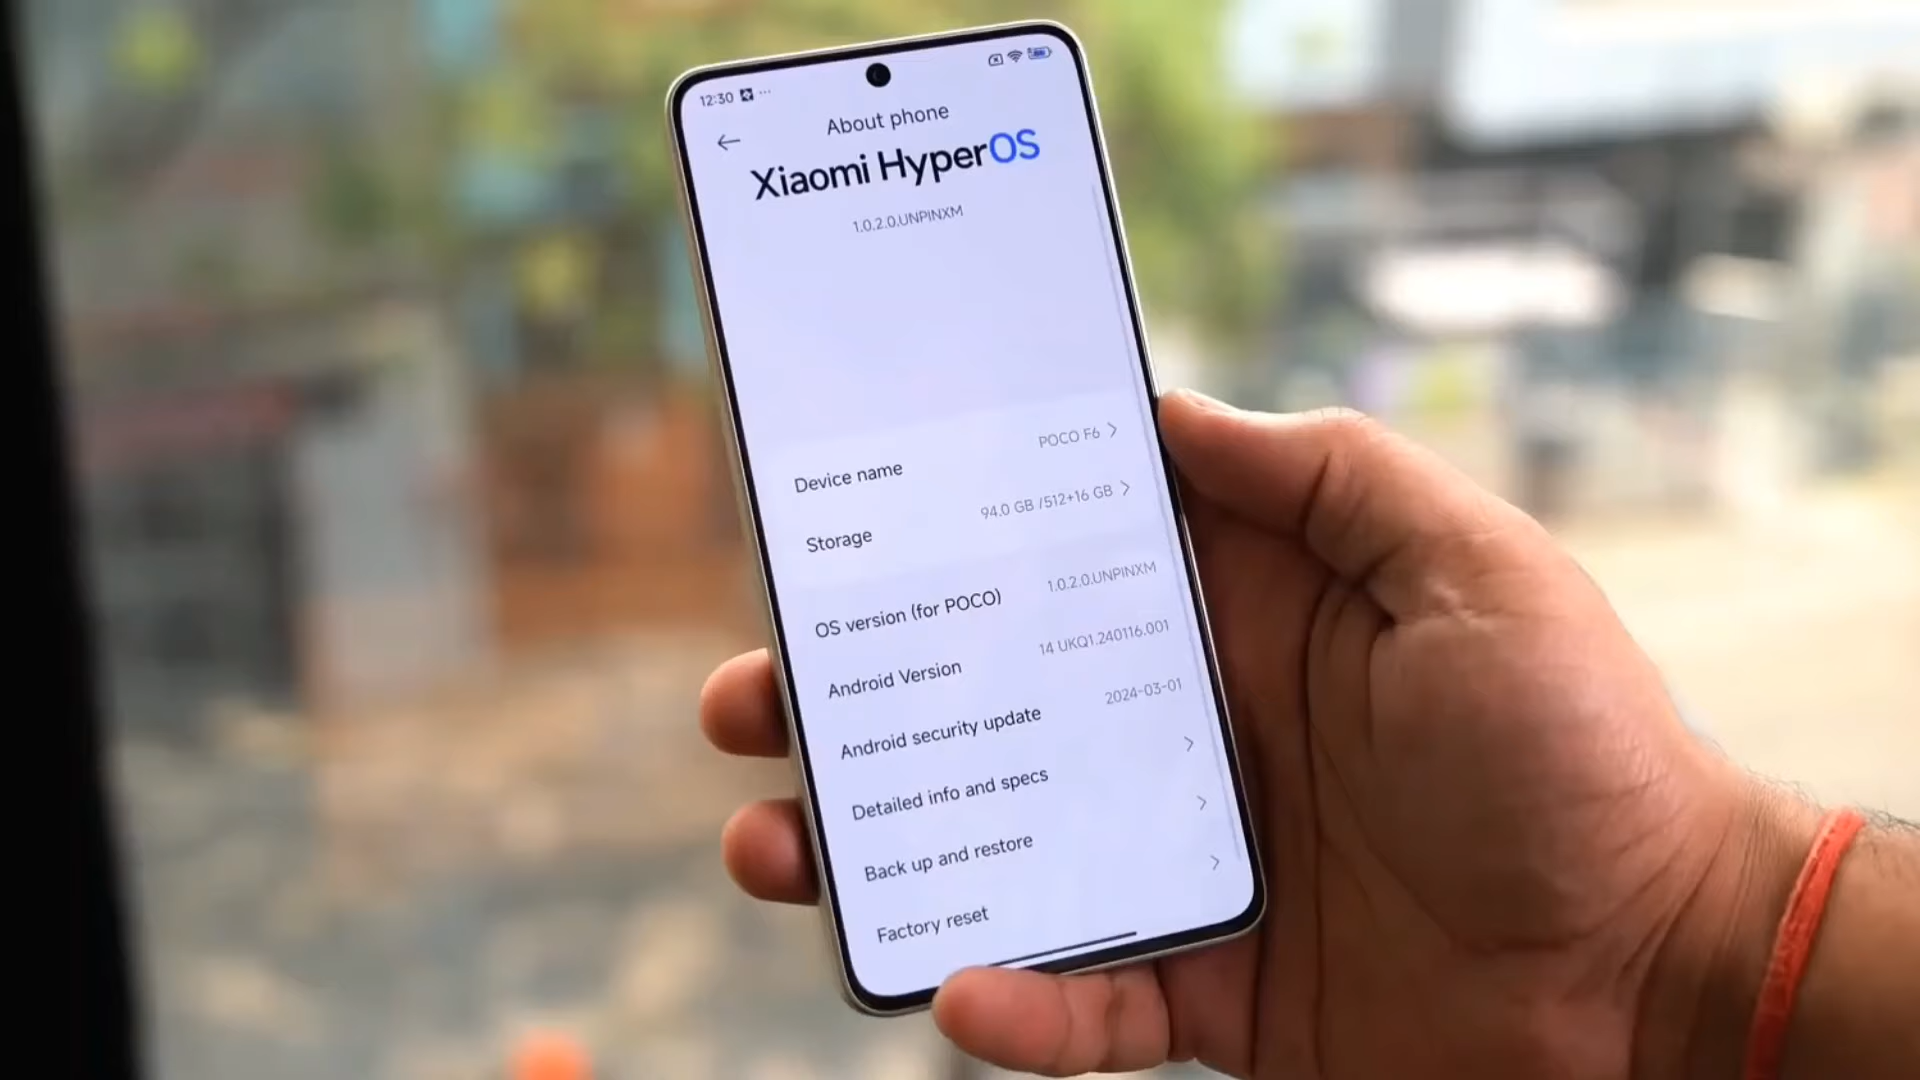 12:30 ...
About phone
Xiaomi HyperOS
1.0.2.0.UNPINXM
Device name POCO F6
Storage 94.0 GB /512+16 GB
OS version (for POCO) 1.0.2.0.UNPINXM
Android Version 14 UKQ1.240116.001
Android security update 2024-03-01
Detailed info and specs
Back up and restore
Factory reset